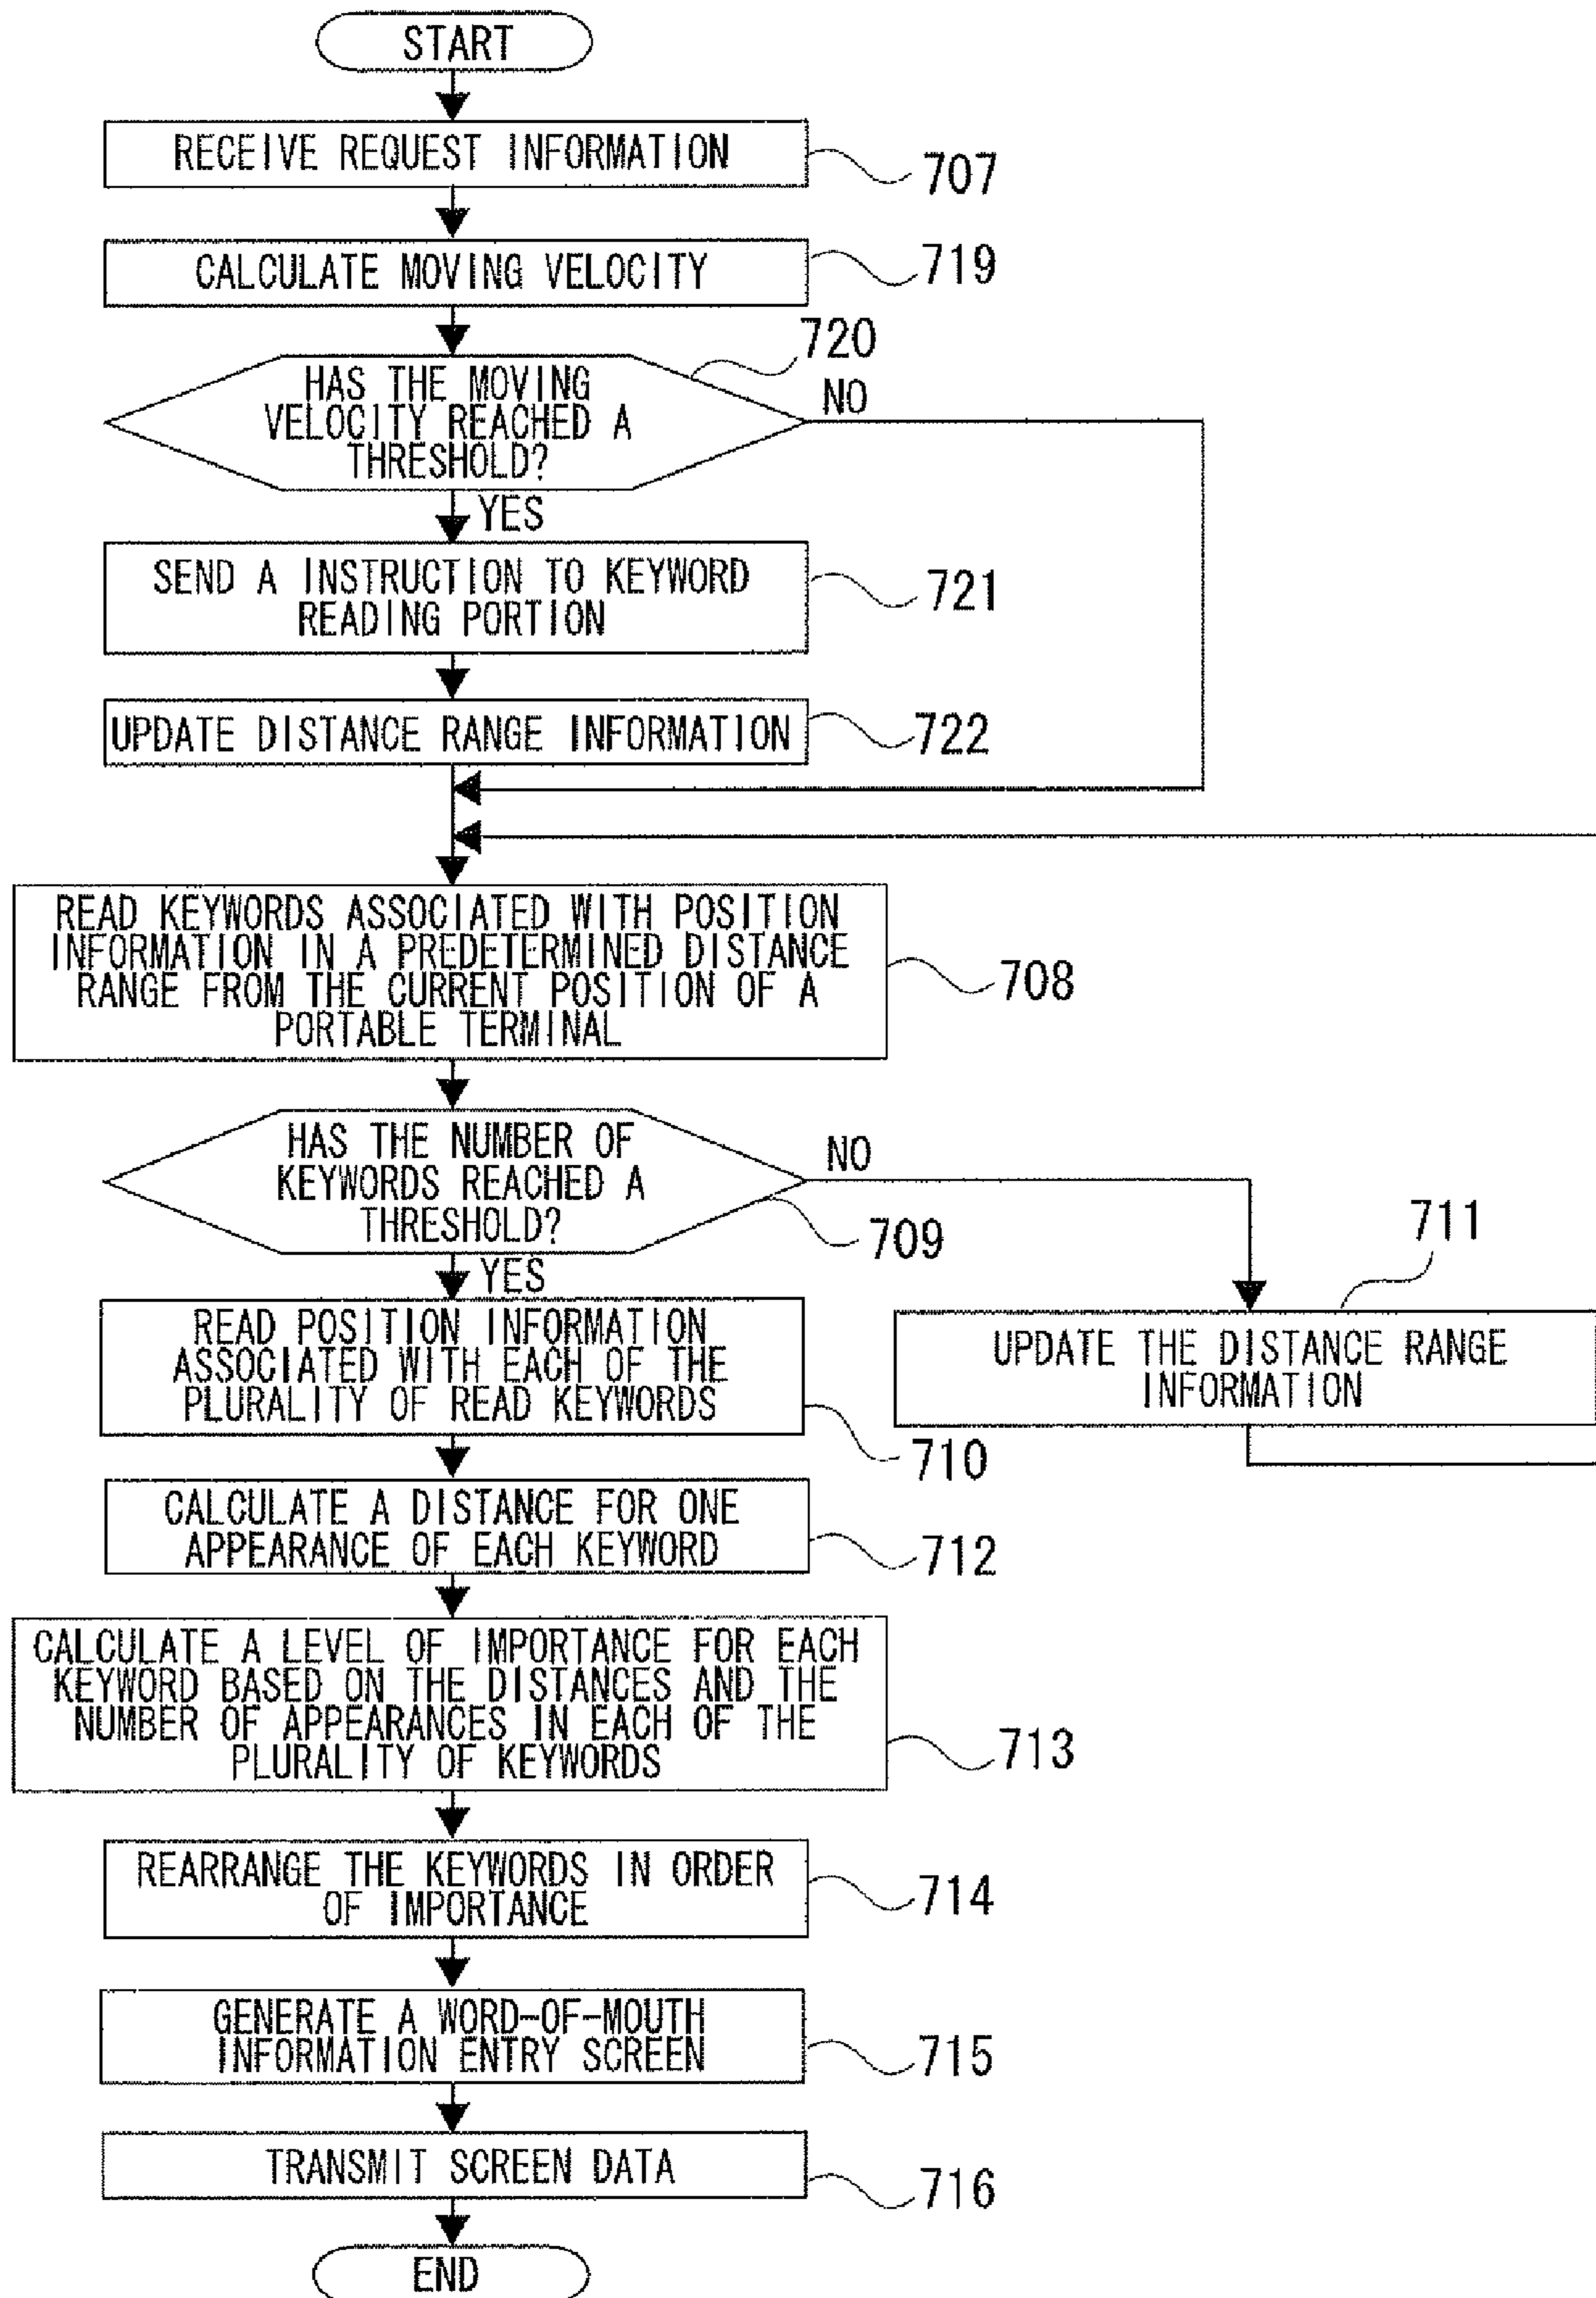 START
RECEIVE REQUEST INFORMATION
707
CALCULATE MOVING VELOCITY
719
720
HAS THE MOVING
VELOCITY REACHED A
THRESHOLD?
NO
YES
SEND A INSTRUCTION TO KEYWORD
READING PORTION
721
UPDATE DISTANCE RANGE INFORMATION
722
READ KEYWORDS ASSOCIATED WITH POSITION
INFORMATION IN A PREDETERMINED DISTANCE
RANGE FROM THE CURRENT POSITION OF A
PORTABLE TERMINAL
708
HAS THE NUMBER OF
KEYWORDS REACHED A
THRESHOLD?
NO
709
YES
711
READ POSITION INFORMATION
ASSOCIATED WITH EACH OF THE
PLURALITY OF READ KEYWORDS
710
UPDATE THE DISTANCE RANGE
INFORMATION
CALCULATE A DISTANCE FOR ONE
APPEARANCE OF EACH KEYWORD
712
CALCULATE A LEVEL OF IMPORTANCE FOR EACH
KEYWORD BASED ON THE DISTANCES AND THE
NUMBER OF APPEARANCES IN EACH OF THE
PLURALITY OF KEYWORDS
713
REARRANGE THE KEYWORDS IN ORDER
OF IMPORTANCE
714
GENERATE A WORD-OF-MOUTH
INFORMATION ENTRY SCREEN
715
TRANSMIT SCREEN DATA
716
END